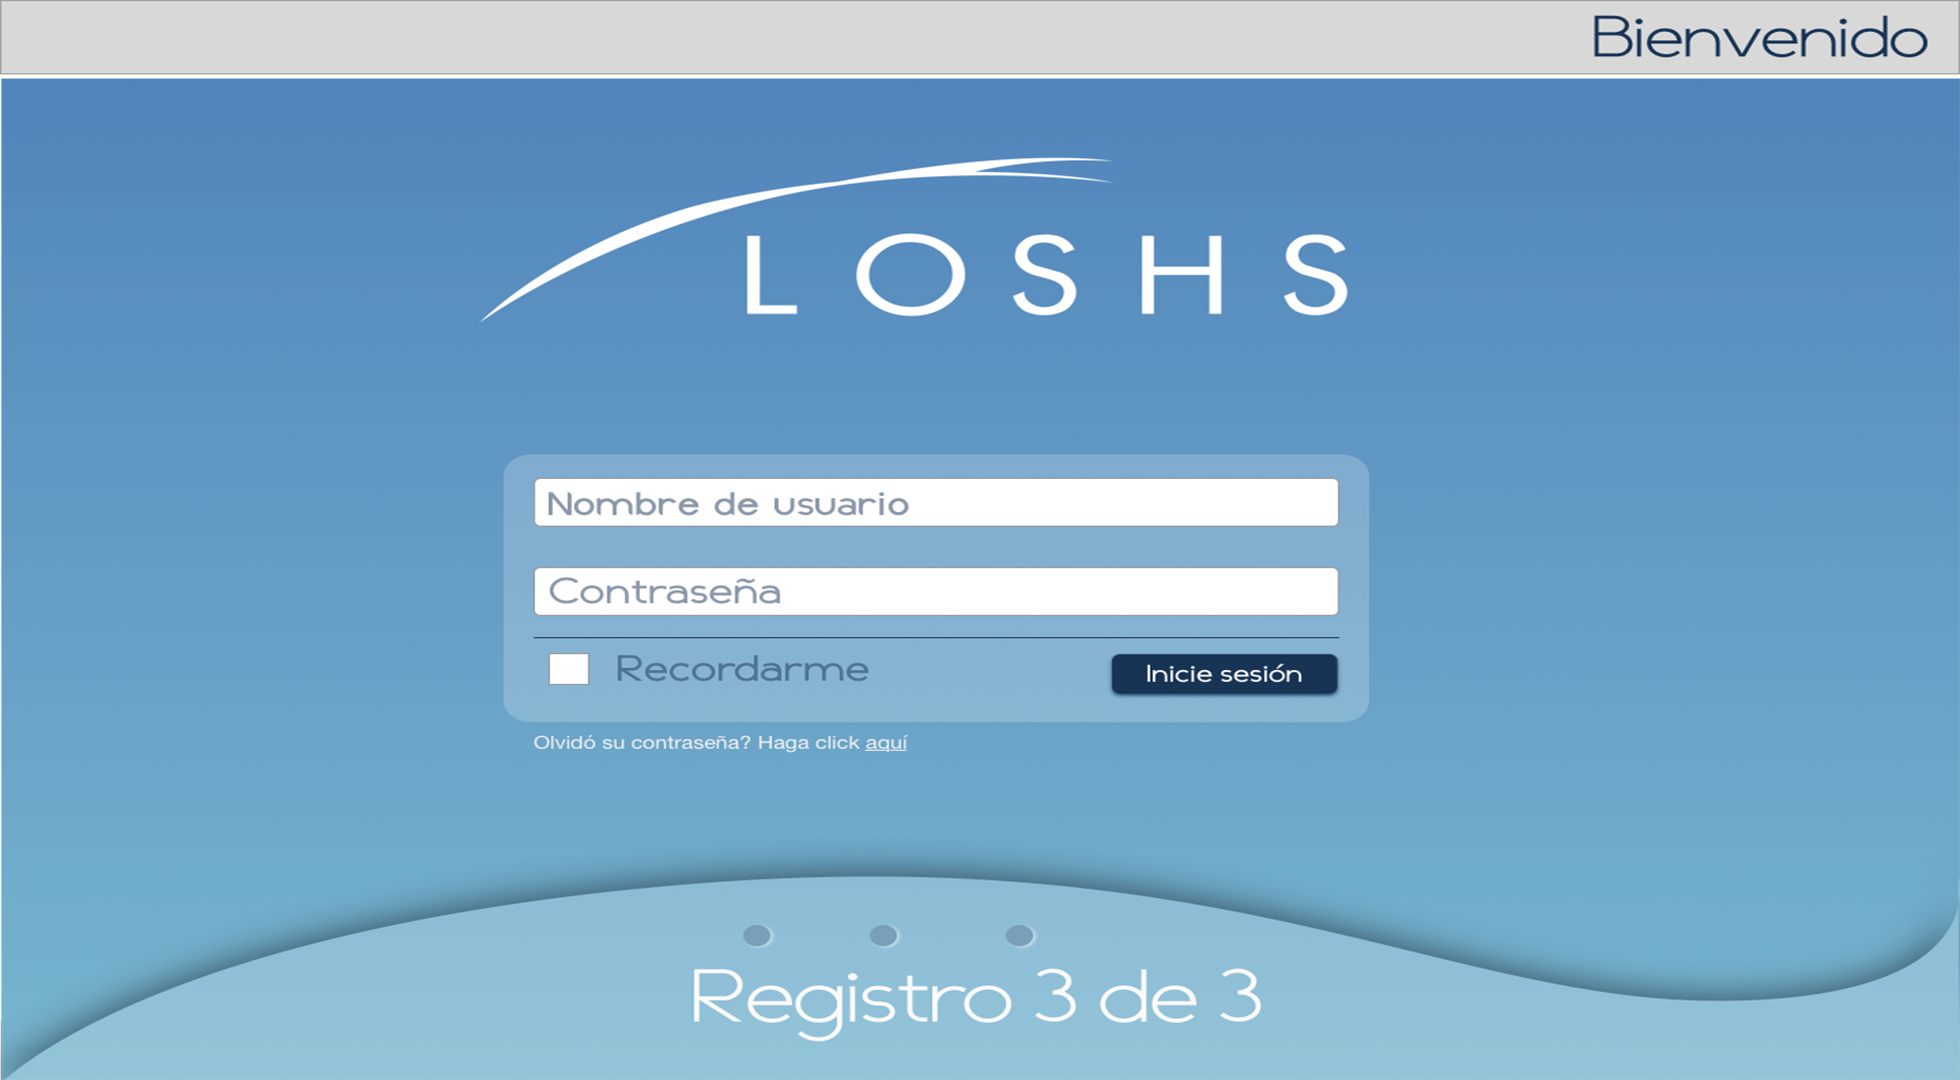 Bienvenido
LOSHS
Nombre de usuario
Contraseña
Recordarme
Inicie sesión
Olvidó su contraseña? Haga click aquí
Registro 3 de 3